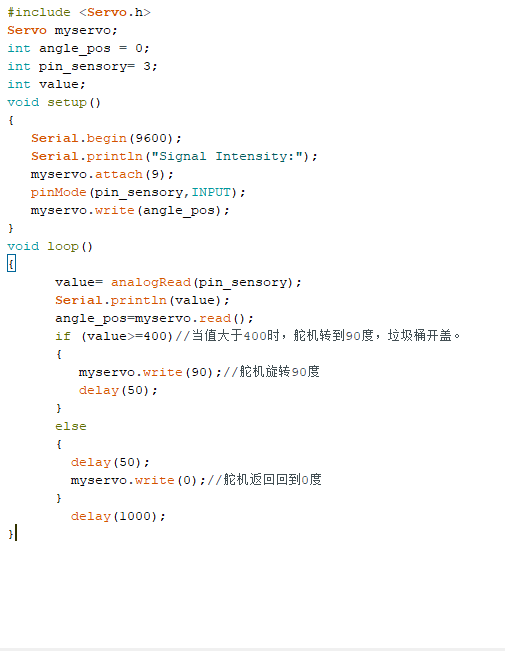 #include <Servo.h>
Servo myservo;
int angle_pos = 0;
int pin_sensory= 3;
int value;
void setup()
{
   Serial.begin(9600);
   Serial.println("Signal Intensity:");
   myservo.attach(9);
   pinMode(pin_sensory,INPUT);
   myservo.write(angle_pos);
}
void loop()
{
      value= analogRead(pin_sensory);
      Serial.println(value);
      angle_pos=myservo.read();
      if (value>=400)//当值大于400时，舵机转到90度，垃圾桶开盖。
      {
         myservo.write(90);//舵机旋转90度
         delay(50);
      }
      else
      {
        delay(50);
        myservo.write(0);//舵机返回回到0度
      }
        delay(1000);
}